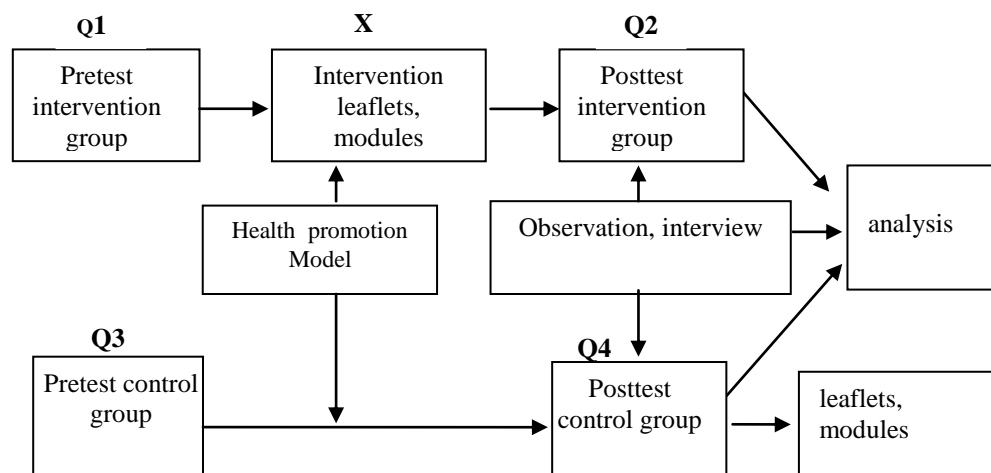 Q1
X
Q2
Pretest
intervention
group
Intervention
leaflets,
modules
Posttest
intervention
group
Health promotion
Model
Observation, interview
analysis
Q3
Q4
Pretest control
group
Posttest
control group
leaflets,
modules